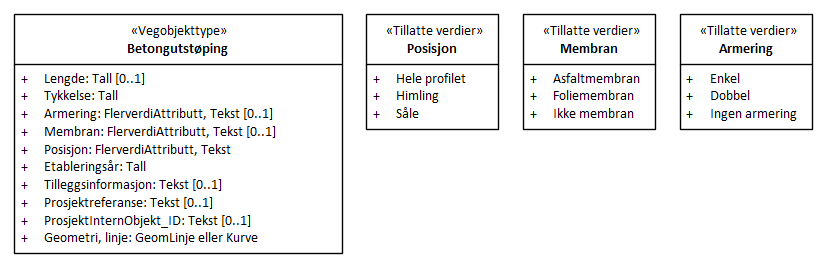 «Vegobjekttype»
Betongutstøping
+ Lengde: Tall [0..1]
+ Tykkelse: Tall
+ Armering: FlerverdiAttributt, Tekst [0..1]
+ Membran: FlerverdiAttributt, Tekst [0..1]
+ Posisjon: FlerverdiAttributt, Tekst
+ Etableringsår: Tall
+ Tilleggsinformasjon: Tekst [0..1]
+ Prosjektreferanse: Tekst [0..1]
+ ProsjektInternObjekt_ID: Tekst [0..1]
+ Geometri, linje: GeomLinje eller Kurve
«Tillatte verdier»
Posisjon
+ Hele profilet
+ Himling
+ Såle
«Tillatte verdier»
Membran
+ Asfaltmembran
+ Foliemembran
+ Ikke membran
«Tillatte verdier»
Armering
+ Enkel
+ Dobbel
+ Ingen armering